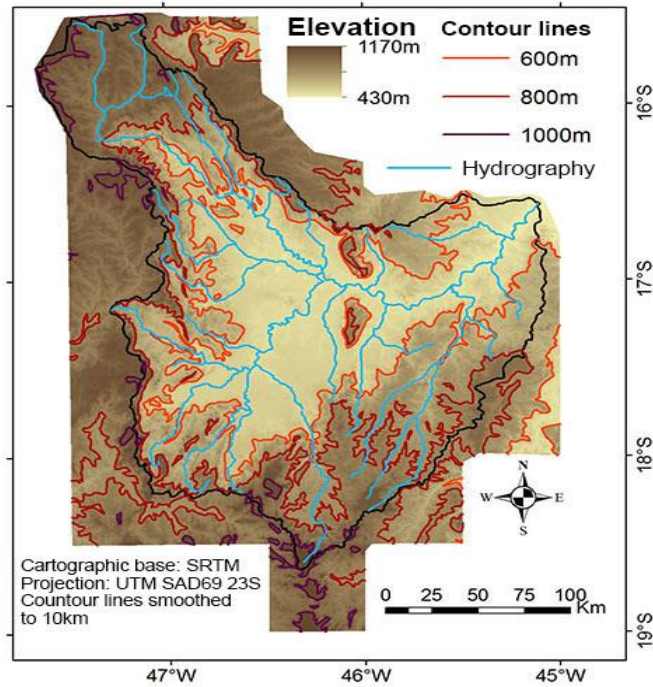 Elevation
1170m
430m
Contour lines
600m
800m
1000m
Hydrography
16°S
17°S
18°S
19°S
N
W
E
S
Cartographic base: SRTM
Projection: UTM SAD69 23S
Countour lines smoothed
to 10km
0 25 50 75 100
Km
47°W 46°W 45°W